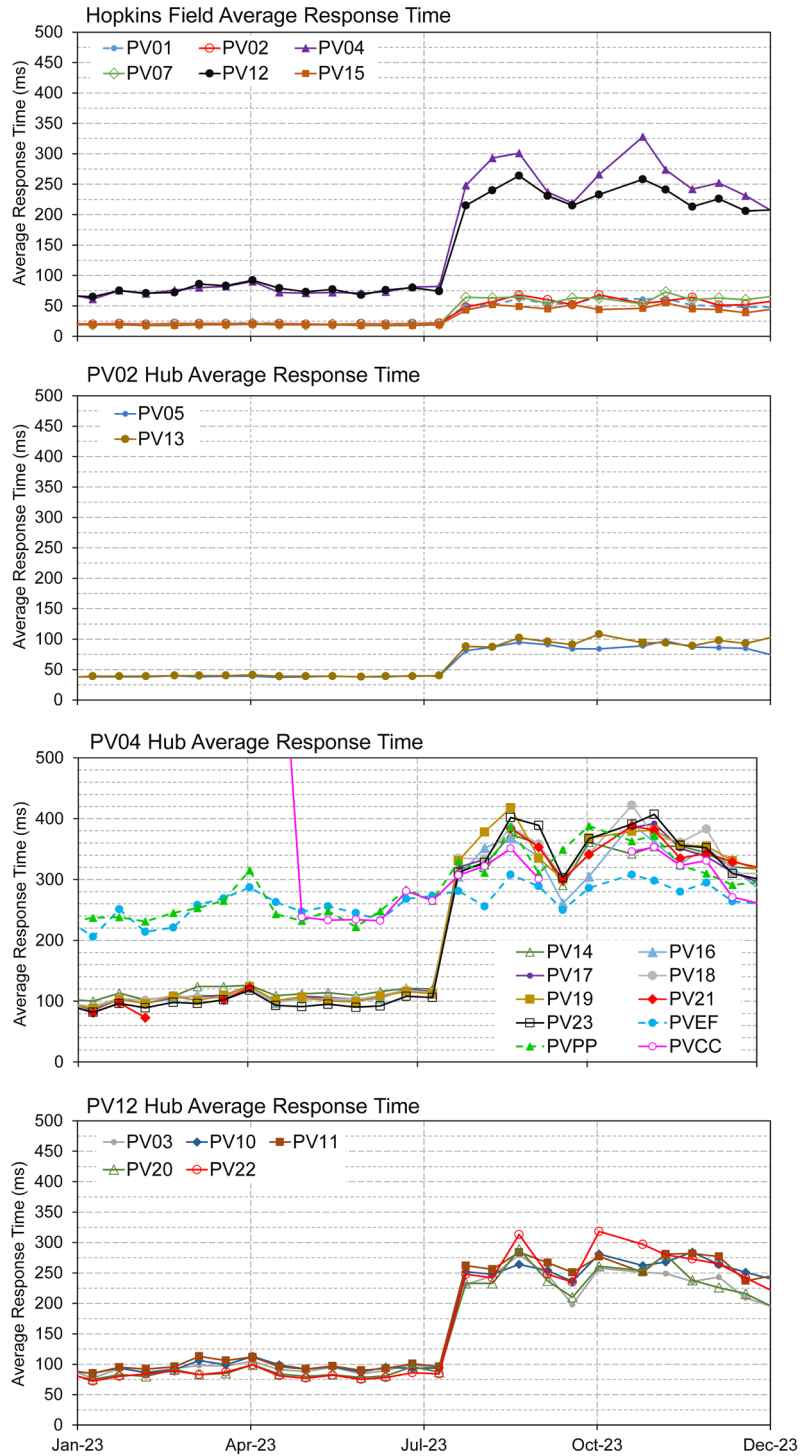 Hopkins Field Average Response Time
Average Response Time (ms)
500
450
400
350
300
250
200
150
100
50
0
PV01 PV02 PV04
PV07 PV12 PV15
PV02 Hub Average Response Time
Average Response Time (ms)
500
450
400
350
300
250
200
150
100
50
0
PV05
PV13
PV04 Hub Average Response Time
Average Response Time (ms)
500
400
300
200
100
0
PV14 PV16
PV17 PV18
PV19 PV21
PV23 PVEF
PVPP PVCC
PV12 Hub Average Response Time
Average Response Time (ms)
500
450
400
350
300
250
200
150
100
50
0
PV03 PV10 PV11
PV20 PV22
Jan-23 Apr-23 Jul-23 Oct-23 Dec-23